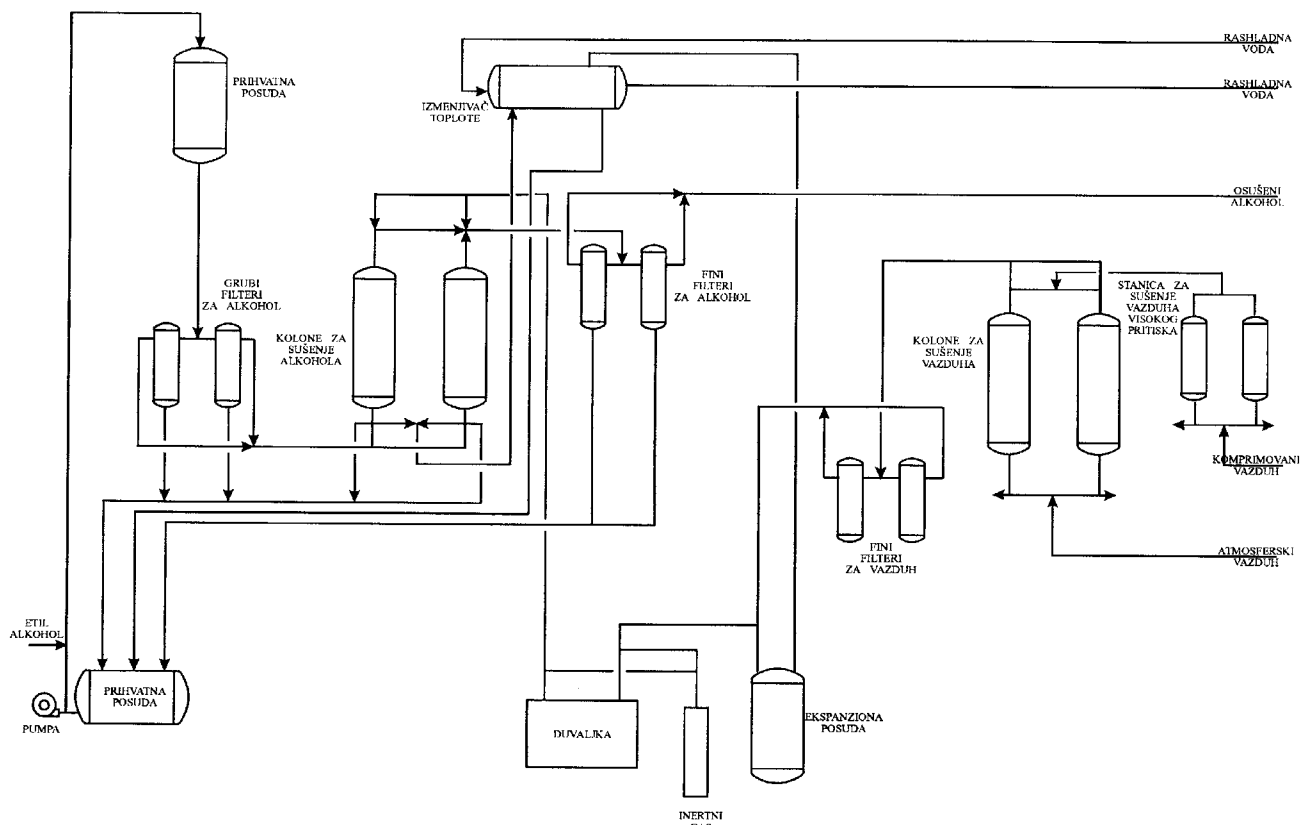 RASHLADNA
VODA
PRIHVATNA
POSUDA
RASHLADNA
VODA
IZMENJIVAČ
TOPLOTE
OSUŠENI
ALKOHOL
GRUBI
FILTERI
ZA ALKOHOL
FINI
FILTERI
ZA ALKOHOL
STANICA ZA
SUŠENJE
VAZDUHA
VISOKOG
PRITISKA
KOLONE ZA
SUŠENJE
ALKOHOLA
KOLONE ZA
SUŠENJE
VAZDUHA
KOMPRIMOVANI
VAZDUH
FINI
FILTERI
ZA VAZDUH
ATMOSFERSKI
VAZDUH
ETIL
ALKOHOL
PRIHVATNA
POSUDA
PUMPA
DUVALJKA
EKSPANZIONA
POSUDA
INERTNI